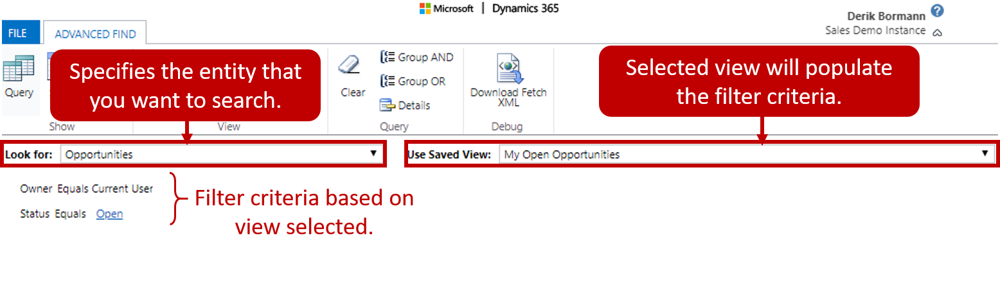 Microsoft | Dynamics 365
Derik Bormann
Sales Demo Instance
FILE
ADVANCED FIND
Specifies the entity that
you want to search.
Selected view will populate
the filter criteria.
Query
Clear
Group AND
Group OR
Details
Download Fetch
XML
Show
View
Query
Debug
Look for: Opportunities
Use Saved View: My Open Opportunities
Owner Equals Current User
Status Equals Open
Filter criteria based on
view selected.